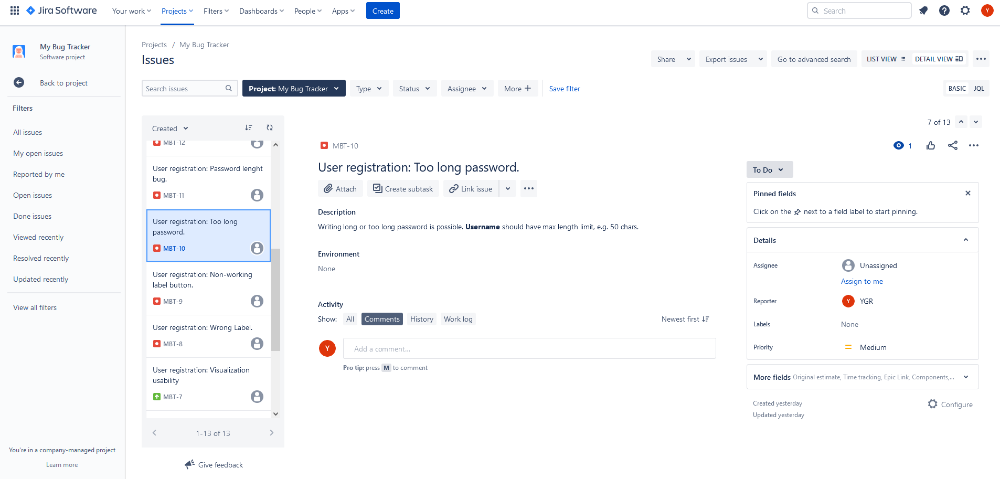 Jira Software
Your work
Projects
Filters
Dashboards
People
Apps
Create
Search
Y
My Bug Tracker
Software project
Back to project
Filters
All issues
My open issues
Reported by me
Open issues
Done issues
Viewed recently
Resolved recently
Updated recently
View all filters
You're in a company-managed project
Learn more
Projects / My Bug Tracker
Issues
Share
Export issues
Go to advanced search
LIST VIEW
DETAIL VIEW
Search issues
Project: My Bug Tracker
Type
Status
Assignee
More
Save filter
BASIC
JQL
Created
MBT-12
User registration: Password lenght
bug.
MBT-11
User registration: Too long
password.
MBT-10
User registration: Non-working
label button.
MBT-9
User registration: Wrong Label.
MBT-8
User registration: Visualization
usability
MBT-7
1-13 of 13
Give feedback
7 of 13
MBT-10
1
User registration: Too long password.
Attach
Create subtask
Link issue
Description
Writing long or too long password is possible. Username should have max length limit, e.g. 50 chars.
Environment
None
Activity
Show:
All
Comments
History
Work log
Newest first
Y
Add a comment...
Pro tip: press M to comment
To Do
Pinned fields
Click on the next to a field label to start pinning.
Details
Assignee
Unassigned
Assign to me
Reporter
Y
YGR
Labels
None
Priority
Medium
More fields Original estimate, Time tracking, Epic Link, Components,...
Created yesterday
Updated yesterday
Configure